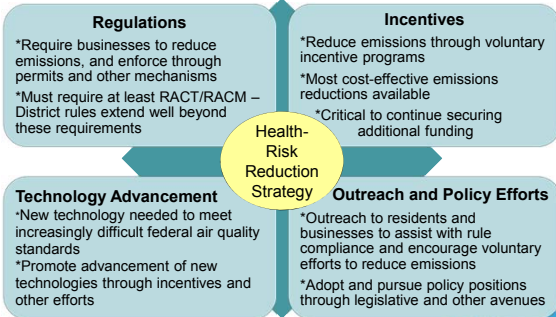 Regulations
*Require businesses to reduce
emissions, and enforce through
permits and other mechanisms
*Must require at least RACT/RACM –
District rules extend well beyond
these requirements
Incentives
*Reduce emissions through voluntary
incentive programs
*Most cost-effective emissions
reductions available
*Critical to continue securing
additional funding
Health-
Risk
Reduction
Strategy
Technology Advancement
*New technology needed to meet
increasingly difficult federal air quality
standards
*Promote advancement of new
technologies through incentives and
other efforts
Outreach and Policy Efforts
*Outreach to residents and
businesses to assist with rule
compliance and encourage voluntary
efforts to reduce emissions
*Adopt and pursue policy positions
through legislative and other avenues